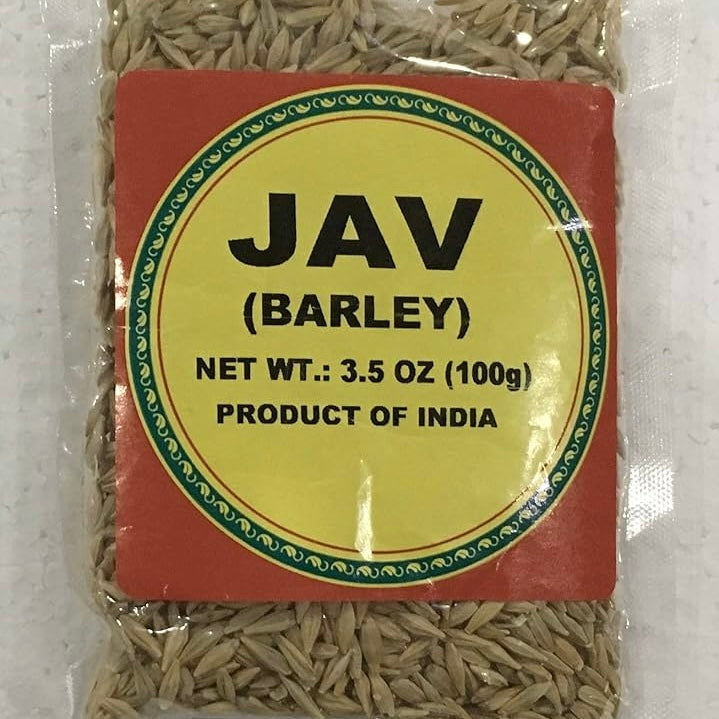 JAV
(BARLEY)
NET WT.: 3.5 OZ (100g)
PRODUCT OF INDIA